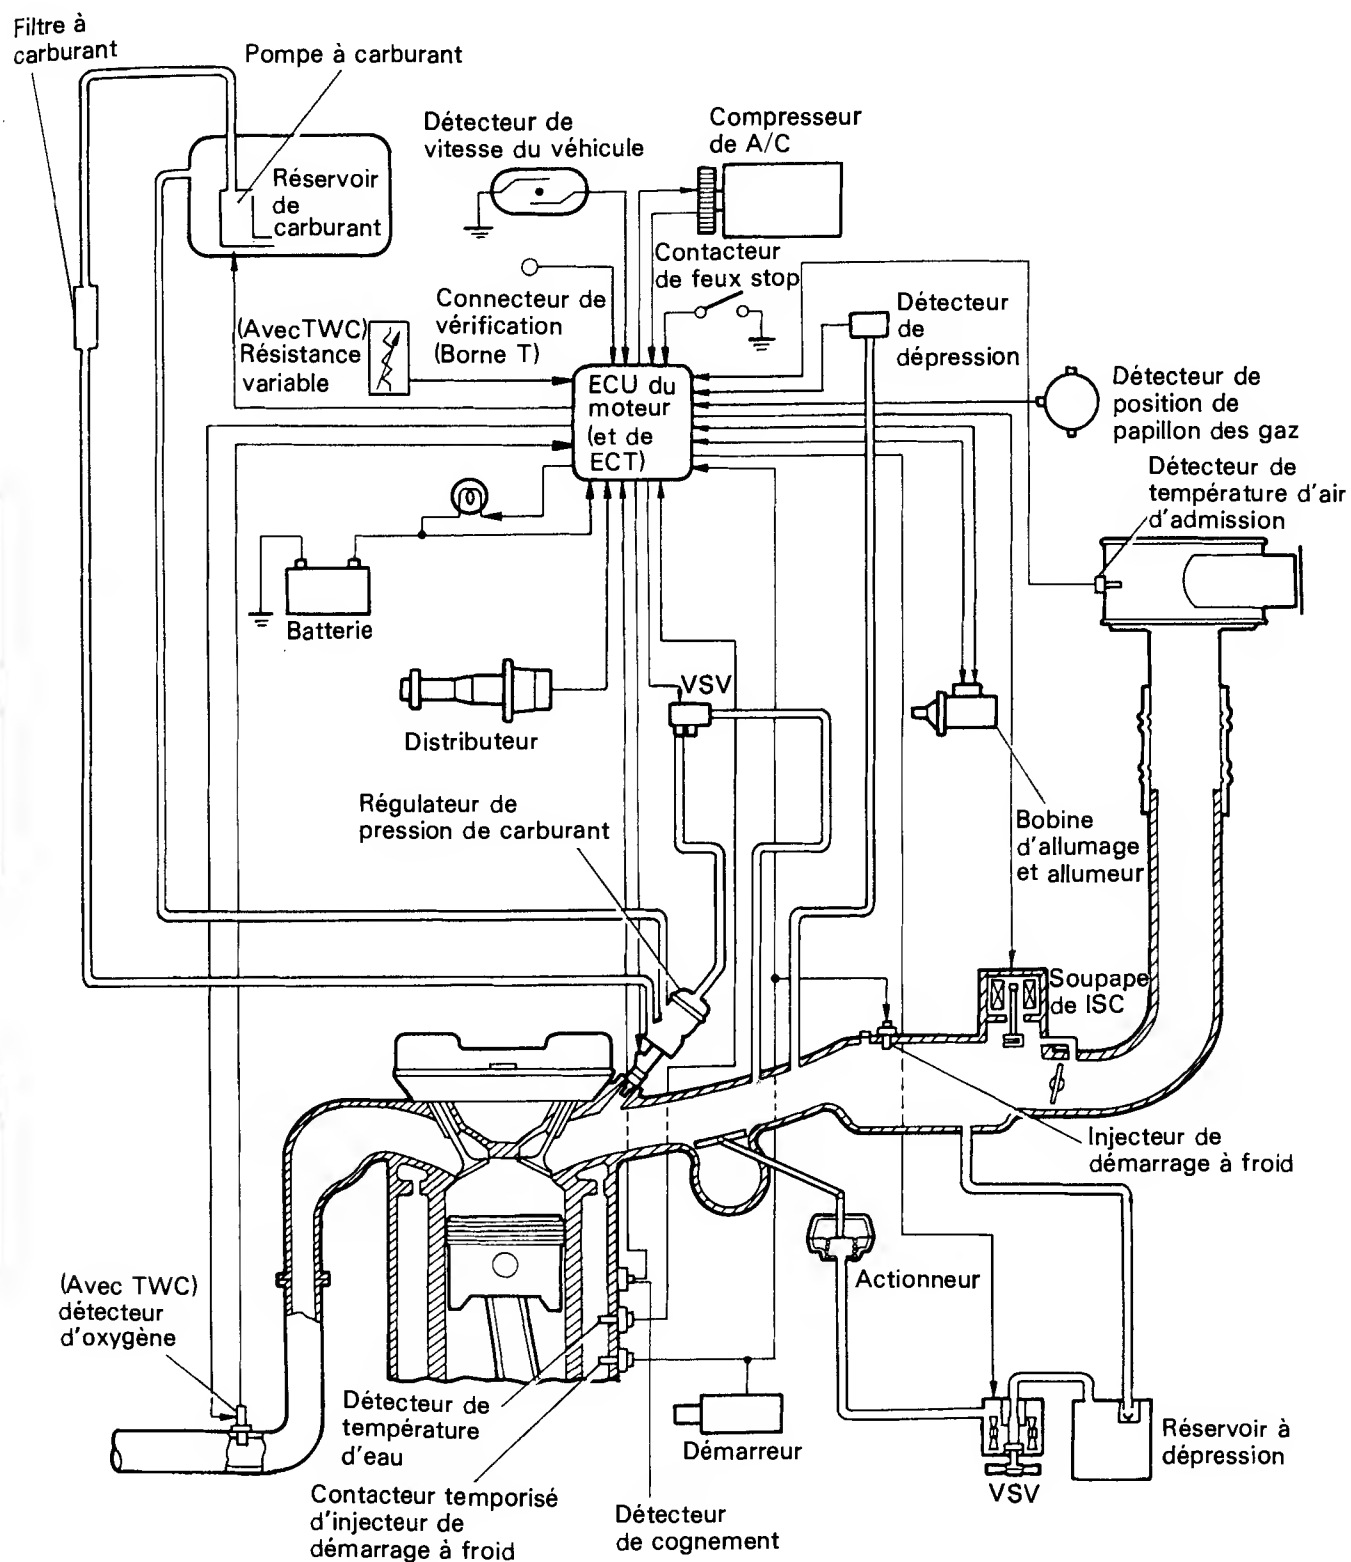 Filtre à
carburant
Pompe à carburant
Réservoir
de
carburant
Détecteur de
vitesse du véhicule
Compresseur
de A/C
Contacteur
de feux stop
Connecteur de
vérification
(Borne T)
(Avec TWC)
Résistance
variable
Détecteur
de
dépression
ECU du
moteur
(et de
ECT)
Détecteur de
position de
papillon des gaz
Détecteur de
température d'air
d'admission
Batterie
Distributeur
VSV
Régulateur de
pression de carburant
Bobine
d'allumage
et allumeur
Soupape
de ISC
Injecteur de
démarrage à froid
Actionneur
(Avec TWC)
détecteur
d'oxygène
Détecteur de
température
d'eau
Démarreur
Réservoir à
dépression
VSV
Contacteur temporisé
d'injecteur de
démarrage à froid
Détecteur
de cognement